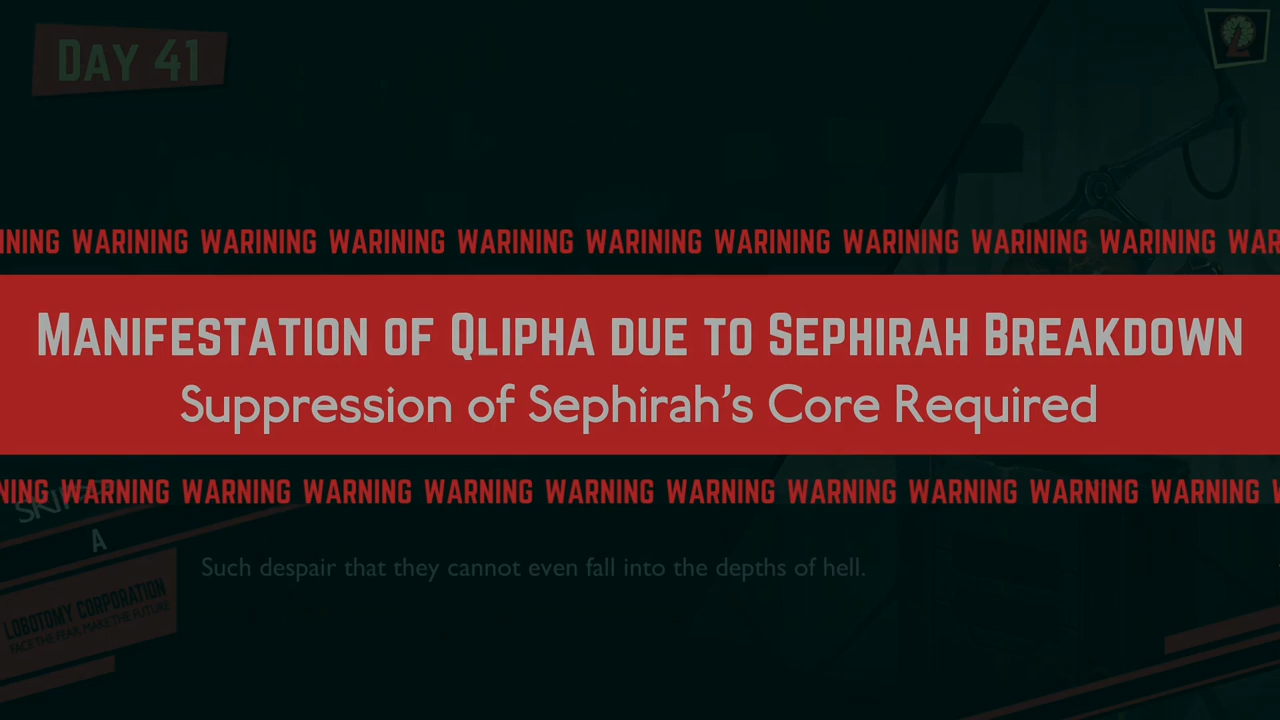 DAY 41
NING WARINING WARINING WARINING WARINING WARINING WARINING WARINING WARINING WARINING WAR
MANIFESTATION OF QLIPHA DUE TO SEPHIRAH BREAKDOWN
Suppression of Sephirah's Core Required
NING WARNING WARNING WARNING WARNING WARNING WARNING WARNING WARNING WARNING WARNING
SKIP
A
Such despair that they cannot even fall into the depths of hell.
LOBOTOMY CORPORATION
FACE THE FEAR, MAKE THE FUTURE